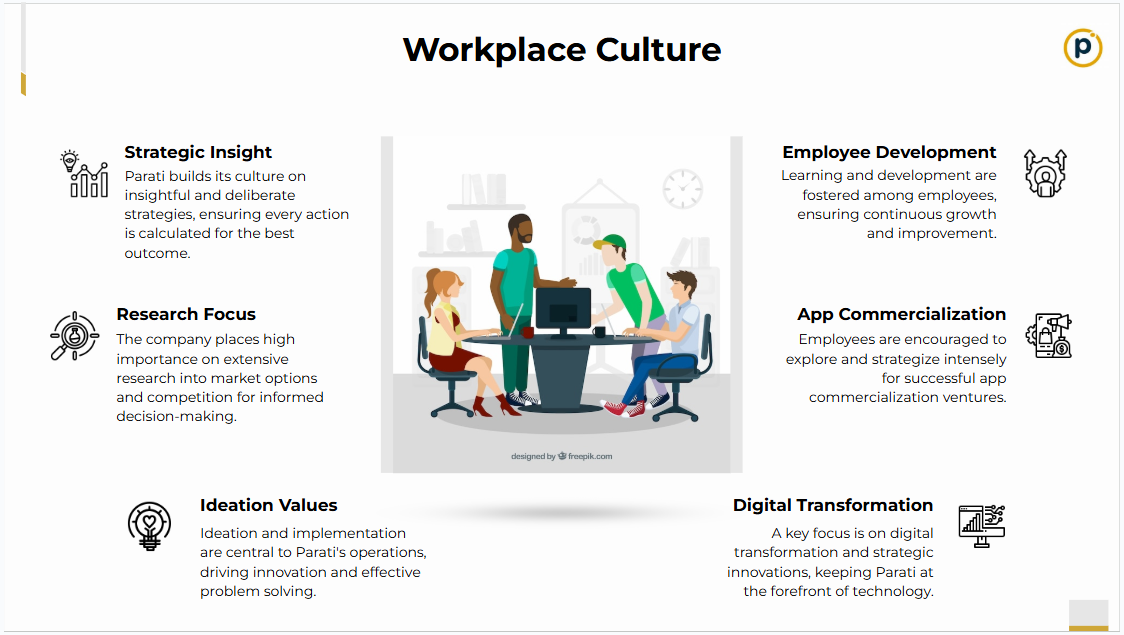 Workplace Culture
p
Strategic Insight
Parati builds its culture on
insightful and deliberate
strategies, ensuring every action
is calculated for the best
outcome.
Research Focus
The company places high
importance on extensive
research into market options
and competition for informed
decision-making.
Ideation Values
Ideation and implementation
are central to Parati's operations,
driving innovation and effective
problem solving.
designed by freepik.com
Employee Development
Learning and development are
fostered among employees,
ensuring continuous growth
and improvement.
App Commercialization
Employees are encouraged to
explore and strategize intensely
for successful app
commercialization ventures.
Digital Transformation
A key focus is on digital
transformation and strategic
innovations, keeping Parati at
the forefront of technology.